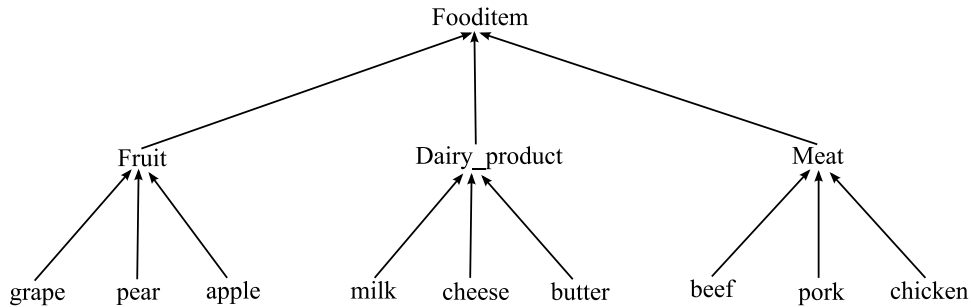 Fooditem
Fruit Dairy_product Meat
grape pear apple milk cheese butter beef pork chicken